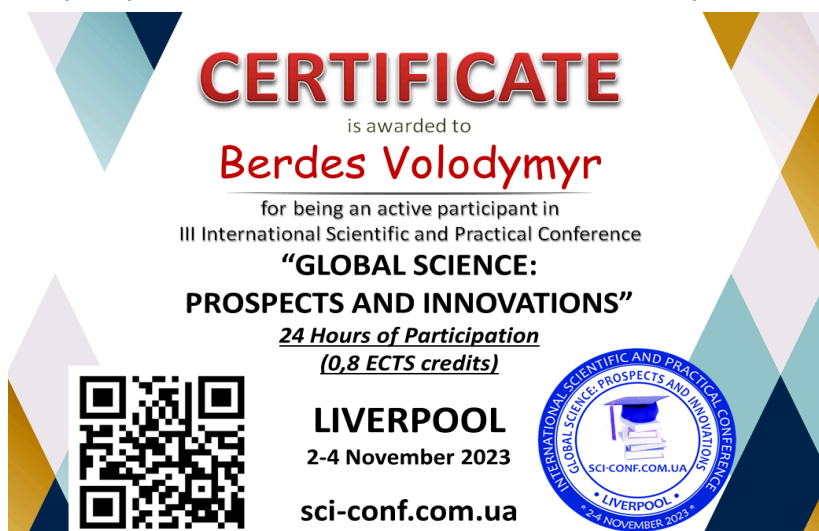 CERTIFICATE
is awarded to
Berdes Volodymyr
for being an active participant in
III International Scientific and Practical Conference
“GLOBAL SCIENCE:
PROSPECTS AND INNOVATIONS”
24 Hours of Participation
(0,8 ECTS credits)
LIVERPOOL
2-4 November 2023
sci-conf.com.ua
INTERNATIONAL SCIENTIFIC AND PRACTICAL CONFERENCE
GLOBAL SCIENCE: PROSPECTS AND INNOVATIONS
SCI-CONF.COM.UA
• LIVERPOOL •
* 2-4 NOVEMBER 2023 *